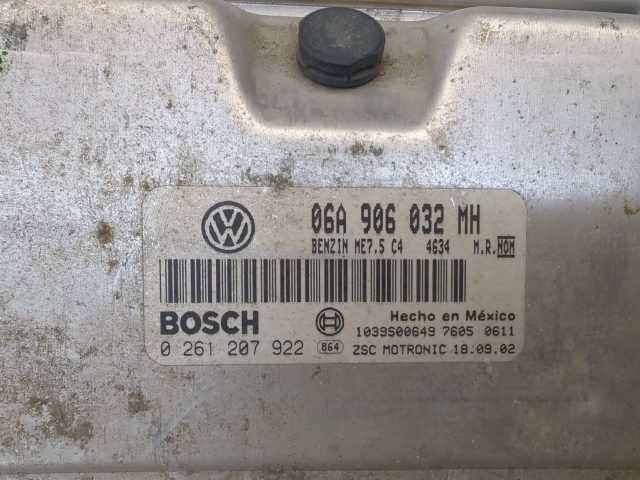 06A 906 032 MH
BENZIN ME7.5 C4 4634 M.R.NOM
BOSCH Hecho en México
1039S00649 7605 0611
0 261 207 922 864 ZSC MOTRONIC 18.09.02